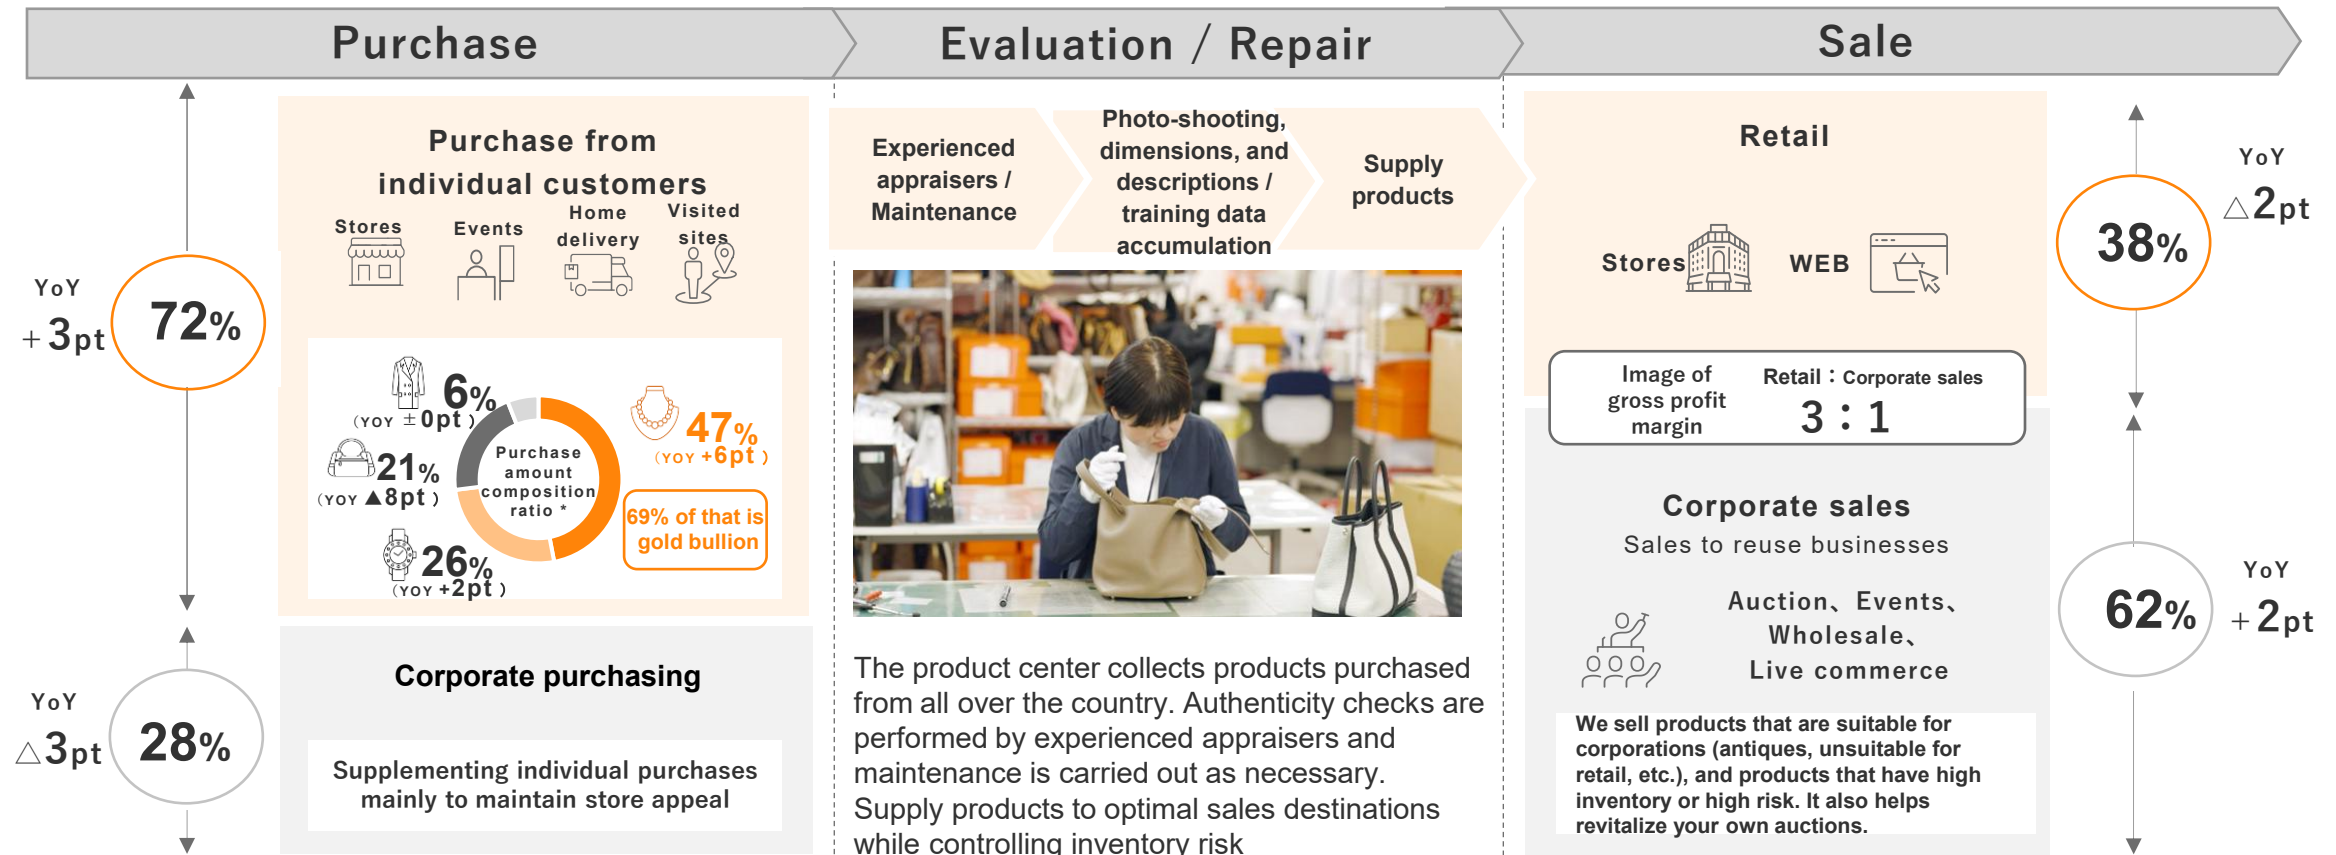 Purchase
Evaluation / Repair
Sale
YoY
+3pt
72%
Purchase from
individual customers
Stores
Events
Home
delivery
Visited
sites
6%
(YOY ±0pt)
21%
(YOY ▲8pt)
26%
(YOY +2pt)
Purchase
amount
composition
ratio *
47%
(YOY +6pt)
69% of that is
gold bullion
YoY
△3pt
28%
Corporate purchasing
Supplementing individual purchases
mainly to maintain store appeal
Experienced
appraisers /
Maintenance
Photo-shooting,
dimensions, and
descriptions /
training data
accumulation
Supply
products
The product center collects products purchased
from all over the country. Authenticity checks are
performed by experienced appraisers and
maintenance is carried out as necessary.
Supply products to optimal sales destinations
while controlling inventory risk
Retail
Stores
WEB
Image of
gross profit
margin
Retail：Corporate sales
3：1
38%
YoY
△2pt
Corporate sales
Sales to reuse businesses
Auction、Events、
Wholesale、
Live commerce
We sell products that are suitable for
corporations (antiques, unsuitable for
retail, etc.), and products that have high
inventory or high risk. It also helps
revitalize your own auctions.
62%
YoY
+2pt